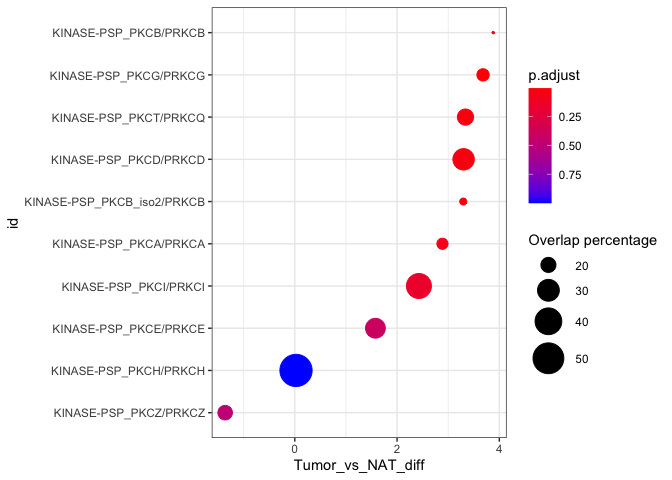 KINASE-PSP_PKCB/PRKCB
KINASE-PSP_PKCG/PRKCG
KINASE-PSP_PKCT/PRKCQ
KINASE-PSP_PKCD/PRKCD
KINASE-PSP_PKCB_iso2/PRKCB
KINASE-PSP_PKCA/PRKCA
KINASE-PSP_PKCI/PRKCI
KINASE-PSP_PKCE/PRKCE
KINASE-PSP_PKCH/PRKCH
KINASE-PSP_PKCZ/PRKCZ
id
0 2 4
Tumor_vs_NAT_diff
p.adjust
0.25
0.50
0.75
Overlap percentage
20
30
40
50